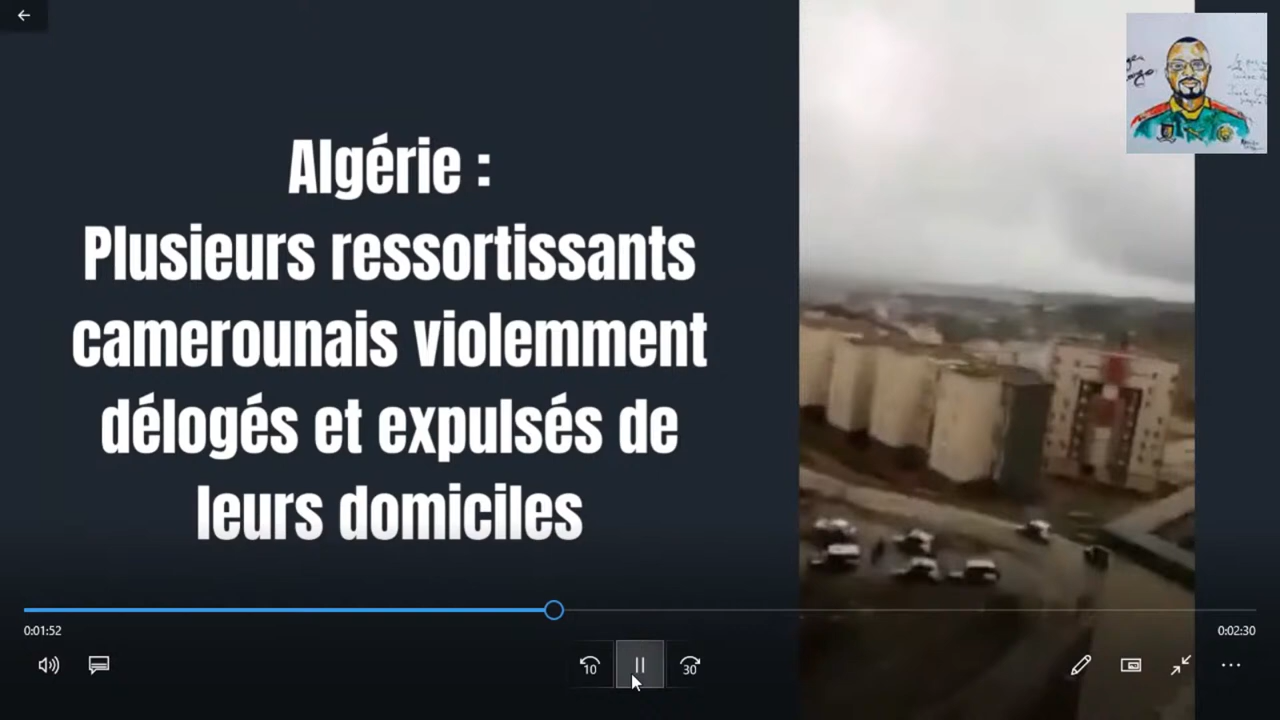 Algérie :
Plusieurs ressortissants
camerounais violemment
délogés et expulsés de
leurs domiciles
0:01:52
0:02:30
10
30